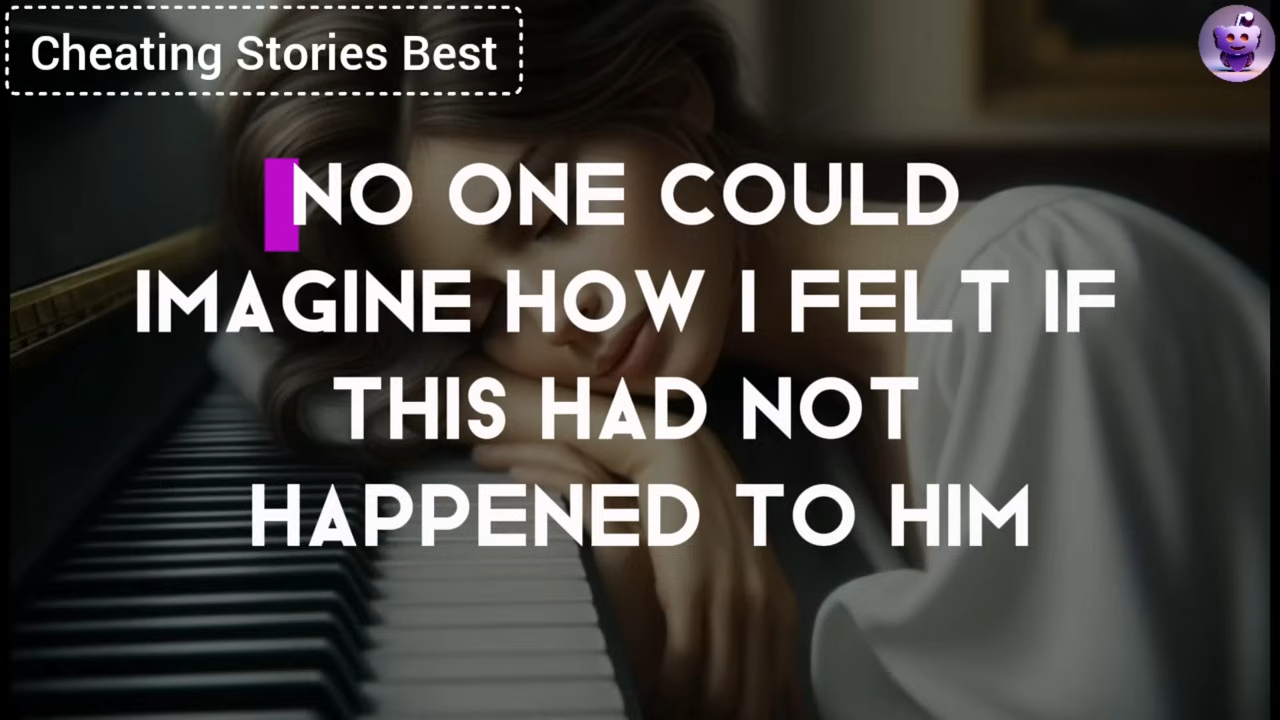 Cheating Stories Best
NO ONE COULD
IMAGINE HOW I FELT IF
THIS HAD NOT
HAPPENED TO HIM